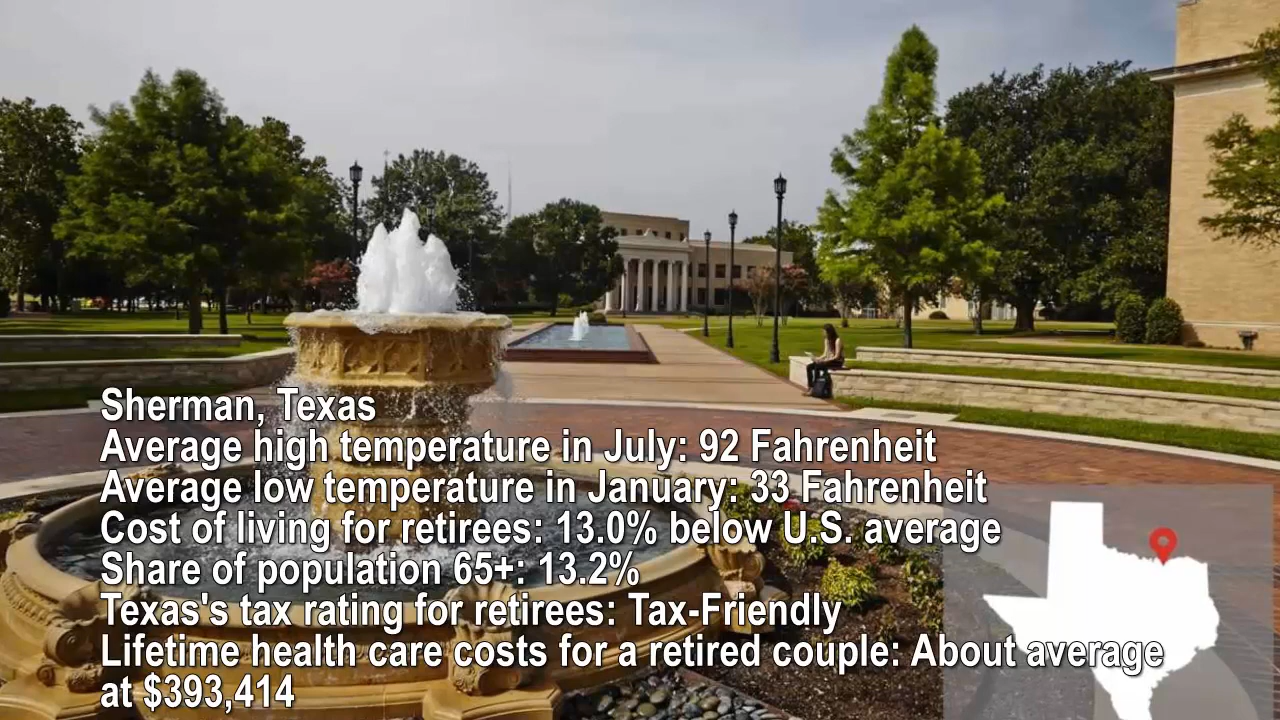 Sherman, Texas
Average high temperature in July: 92 Fahrenheit
Average low temperature in January: 33 Fahrenheit
Cost of living for retirees: 13.0% below U.S. average
Share of population 65+: 13.2%
Texas's tax rating for retirees: Tax-Friendly
Lifetime health care costs for a retired couple: About average
at $393,414